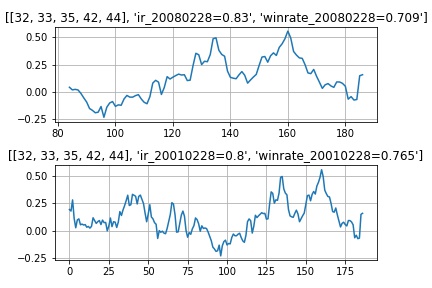 [[32, 33, 35, 42, 44], 'ir_20080228=0.83', 'winrate_20080228=0.709']
0.50
0.25
0.00
−0.25
80 100 120 140 160 180
[[32, 33, 35, 42, 44], 'ir_20010228=0.8', 'winrate_20010228=0.765']
0.50
0.25
0.00
−0.25
0 25 50 75 100 125 150 175